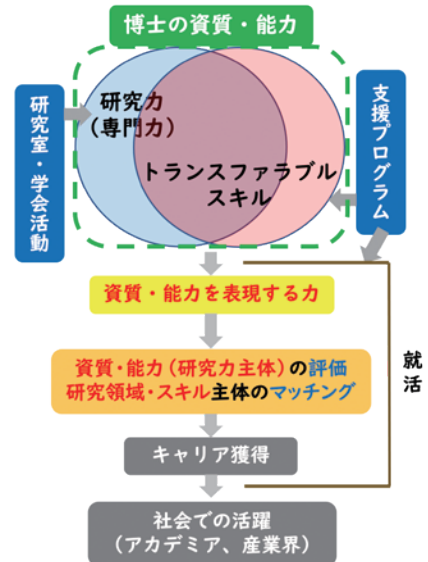 博士の資質・能力
研究室・学会活動
研究力
（専門力）
トランスファラブル
スキル
支援プログラム
資質・能力を表現する力
資質・能力（研究力主体）の評価
研究領域・スキル主体のマッチング
就活
キャリア獲得
社会での活躍
（アカデミア、産業界）